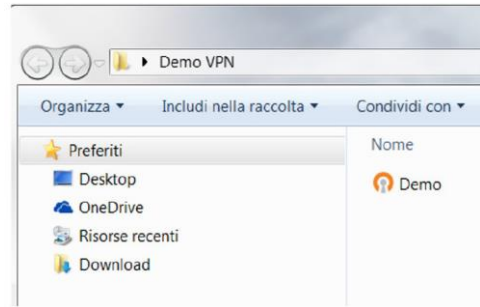 Demo VPN
Organizza Includi nella raccolta Condividi con
Preferiti
Desktop
OneDrive
Risorse recenti
Download
Nome
Demo